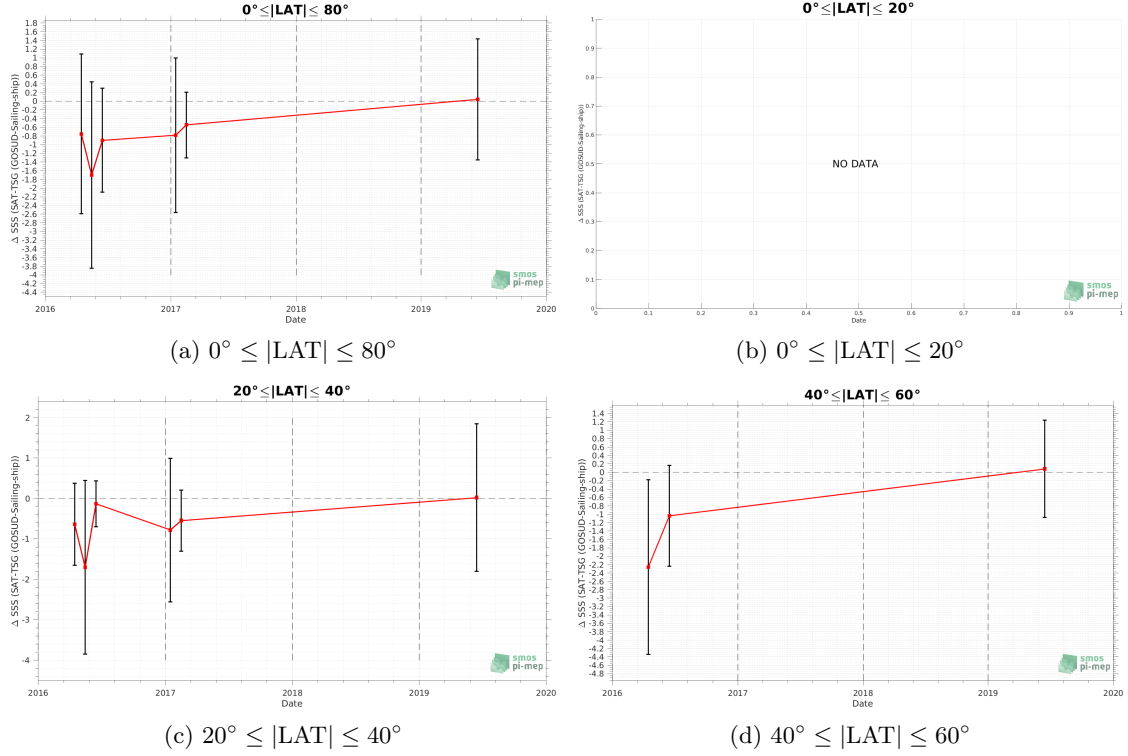 0°≤|LAT|≤ 80°
1.8
1.6
1.4
1.2
1
0.8
0.6
0.4
0.2
0
-0.2
-0.4
-0.6
-0.8
-1
-1.2
-1.4
-1.6
-1.8
-2
-2.2
-2.4
-2.6
-2.8
-3
-3.2
-3.4
-3.6
-3.8
-4
-4.2
-4.4
Δ SSS (SAT-TSG (GOSUD-Sailing-ship))
smos
pi-mep
2016 2017 2018 2019 2020
Date
(a) 0° ≤ |LAT| ≤ 80°
0°≤|LAT|≤ 20°
1
0.9
0.8
0.7
0.6
0.5
0.4
0.3
0.2
0.1
0
Δ SSS (SAT-TSG (GOSUD-Sailing-ship))
NO DATA
smos
pi-mep
0 0.1 0.2 0.3 0.4 0.5 0.6 0.7 0.8 0.9 1
Date
(b) 0° ≤ |LAT| ≤ 20°
20°≤|LAT|≤ 40°
2
1
0
-1
-2
-3
-4
Δ SSS (SAT-TSG (GOSUD-Sailing-ship))
smos
pi-mep
2016 2017 2018 2019 2020
Date
(c) 20° ≤ |LAT| ≤ 40°
40°≤|LAT|≤ 60°
1.4
1.2
1
0.8
0.6
0.4
0.2
0
-0.2
-0.4
-0.6
-0.8
-1
-1.2
-1.4
-1.6
-1.8
-2
-2.2
-2.4
-2.6
-2.8
-3
-3.2
-3.4
-3.6
-3.8
-4
-4.2
-4.4
-4.6
-4.8
Δ SSS (SAT-TSG (GOSUD-Sailing-ship))
smos
pi-mep
2016 2017 2018 2019 2020
Date
(d) 40° ≤ |LAT| ≤ 60°